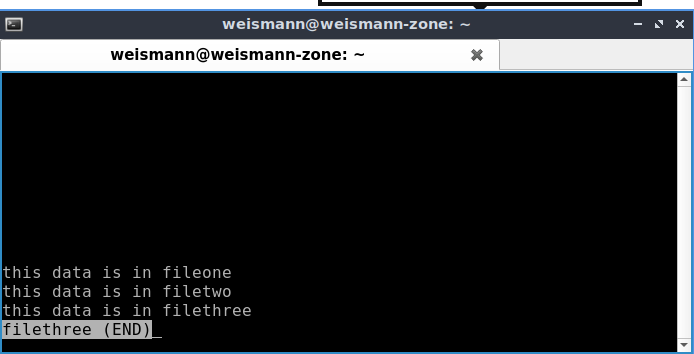 weismann@weismann-zone: ~
weismann@weismann-zone: ~
this data is in fileone
this data is in filetwo
this data is in filethree
filethree (END)